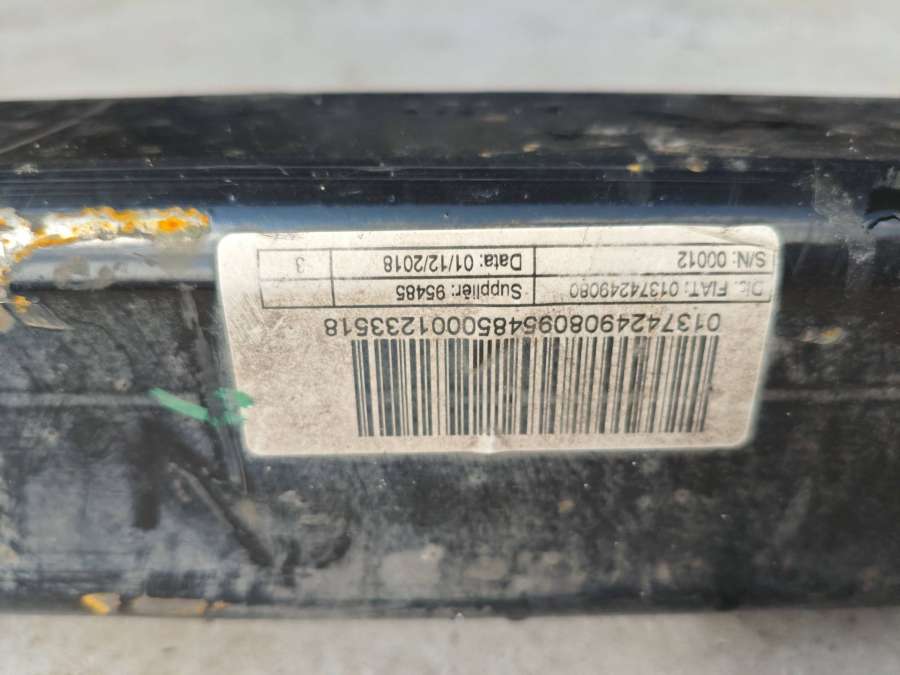 01374249080954850001233518
Dis. FIAT: 01374249080 Supplier: 95485
S/N: 00012 Data: 01/12/2018 3